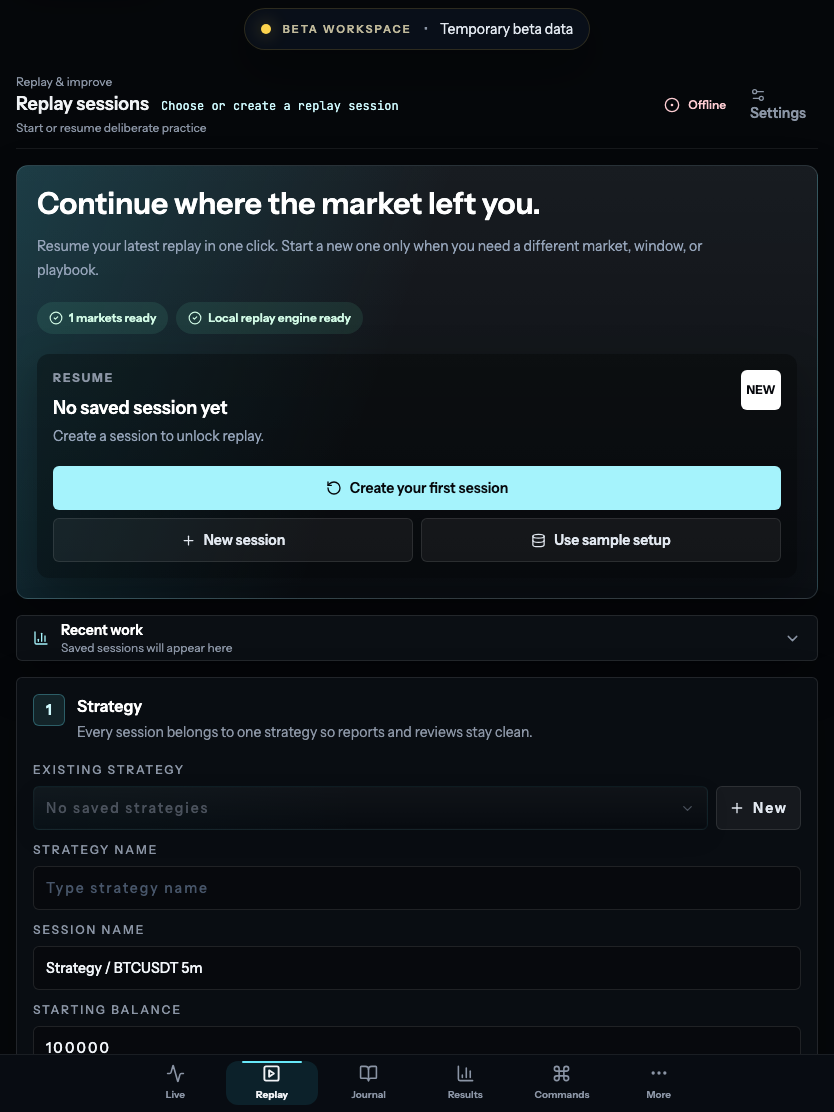 BETA WORKSPACE · Temporary beta data
Replay & improve
Replay sessions Choose or create a replay session
Start or resume deliberate practice
Offline
Settings
Continue where the market left you.
Resume your latest replay in one click. Start a new one only when you need a different market, window, or
playbook.
1 markets ready
Local replay engine ready
RESUME
No saved session yet
Create a session to unlock replay.
NEW
Create your first session
New session
Use sample setup
Recent work
Saved sessions will appear here
1
Strategy
Every session belongs to one strategy so reports and reviews stay clean.
EXISTING STRATEGY
No saved strategies
+ New
STRATEGY NAME
Type strategy name
SESSION NAME
Strategy / BTCUSDT 5m
STARTING BALANCE
100000
Live
Replay
Journal
Results
Commands
More